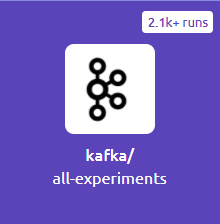 2.1k+ runs
kafka/
all-experiments